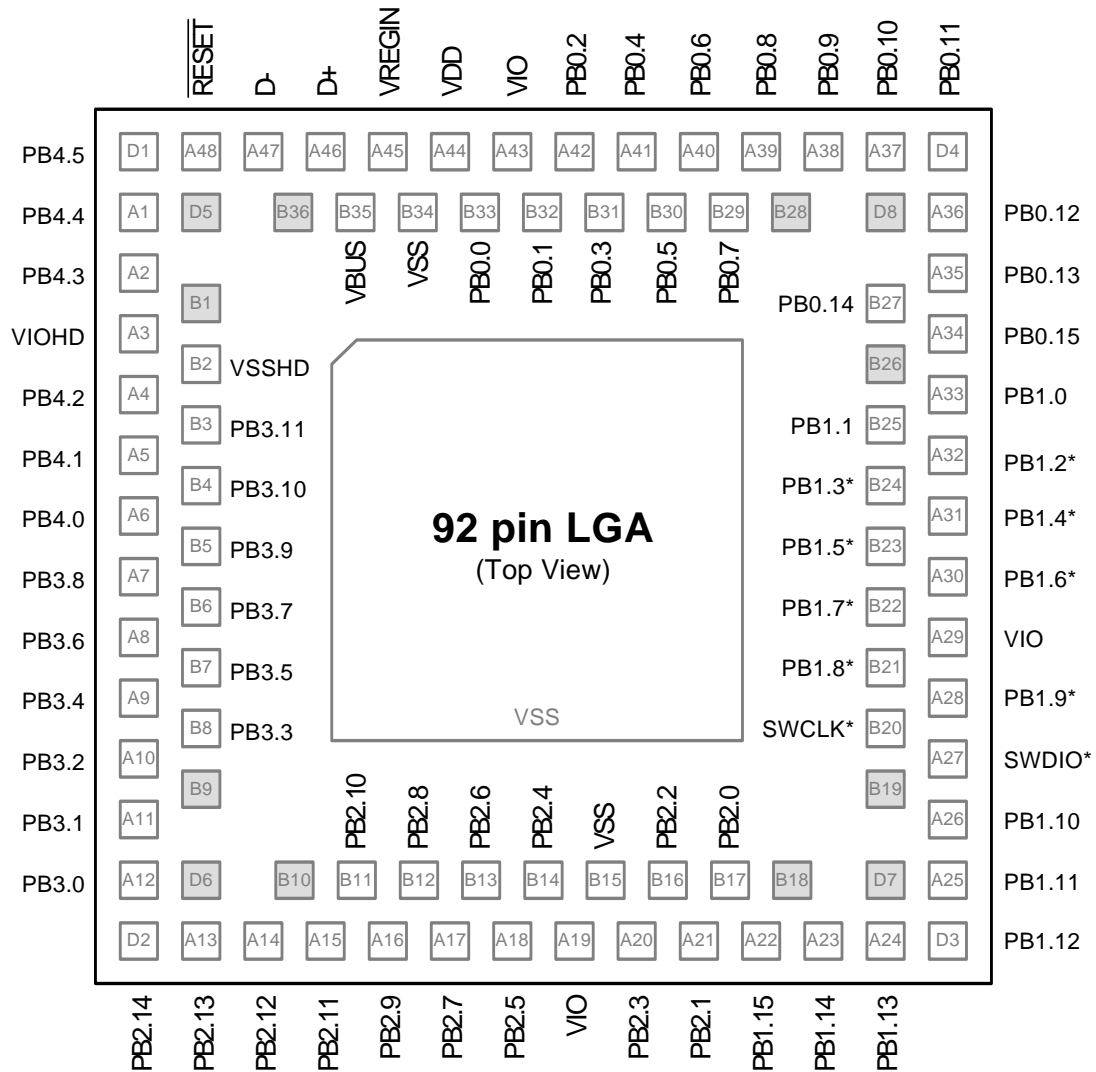 RESET D- D+ VREGIN VDD VIO PB0.2 PB0.4 PB0.6 PB0.8 PB0.9 PB0.10 PB0.11
PB4.5 D1 A48 A47 A46 A45 A44 A43 A42 A41 A40 A39 A38 A37 D4
PB4.4 A1 D5 B36 B35 B34 B33 B32 B31 B30 B29 B28 D8 A36 PB0.12
VBUS VSS PB0.0 PB0.1 PB0.3 PB0.5 PB0.7
PB4.3 A2 A35 PB0.13
B1 PB0.14 B27
VIOHD A3 A34 PB0.15
B2 VSSHD B26
PB4.2 A4 A33 PB1.0
B3 PB3.11 PB1.1 B25
PB4.1 A5 A32 PB1.2*
B4 PB3.10 PB1.3* B24
PB4.0 A6 A31 PB1.4*
92 pin LGA
B5 PB3.9 PB1.5* B23
(Top View)
PB3.8 A7 A30 PB1.6*
B6 PB3.7 PB1.7* B22
PB3.6 A8 A29 VIO
B7 PB3.5 PB1.8* B21
PB3.4 A9 A28 PB1.9*
VSS
B8 PB3.3 SWCLK* B20
PB3.2 A10 A27 SWDIO*
B9 B19
PB3.1 A11 A26 PB1.10
PB2.10 PB2.8 PB2.6 PB2.4 VSS PB2.2 PB2.0
PB3.0 A12 D6 B10 B11 B12 B13 B14 B15 B16 B17 B18 D7 A25 PB1.11
D2 A13 A14 A15 A16 A17 A18 A19 A20 A21 A22 A23 A24 D3 PB1.12
PB2.14 PB2.13 PB2.12 PB2.11 PB2.9 PB2.7 PB2.5 VIO PB2.3 PB2.1 PB1.15 PB1.14 PB1.13